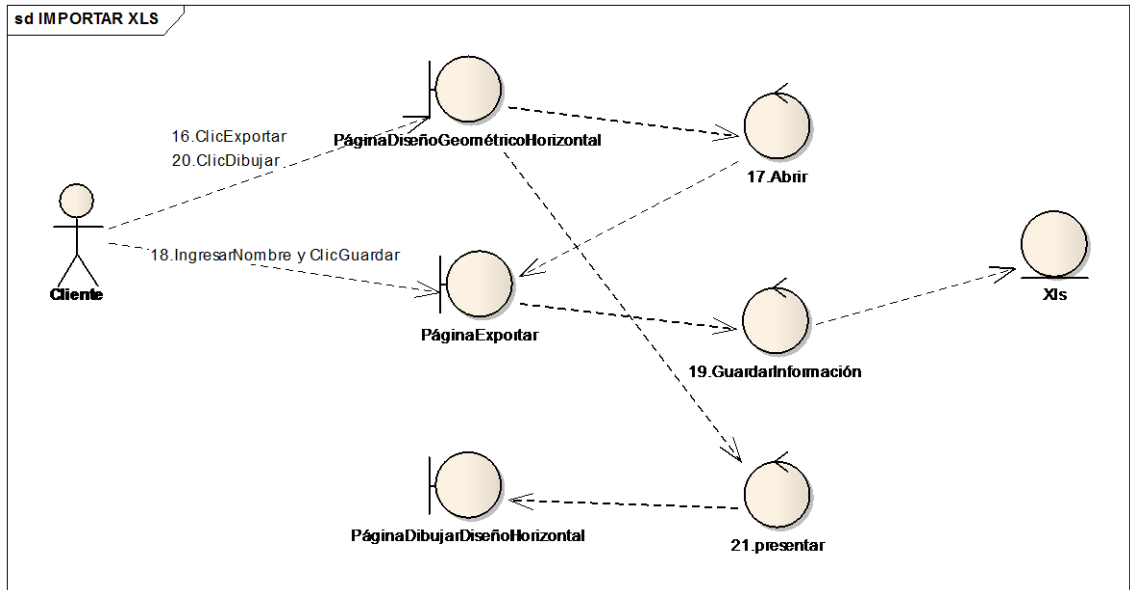 sd IMPORTAR XLS
16.ClicExportar
20.ClicDibujar
PáginaDiseñoGeométricoHorizontal
17.Abrir
18.IngresarNombre y ClicGuardar
Cliente
Xls
PáginaExportar
19.GuardarInformación
PáginaDibujarDiseñoHorizontal
21.presentar